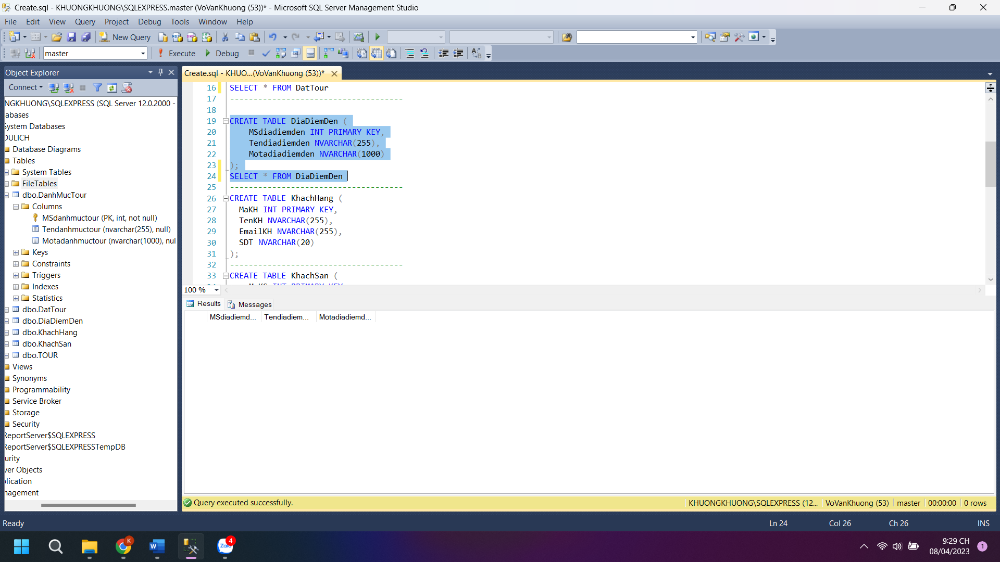 Create.sql - KHUONGKHUONG\SQLEXPRESS.master (VoVanKhuong (53))* - Microsoft SQL Server Management Studio
File Edit View Query Project Debug Tools Window Help
New Query
master Execute Debug
Object Explorer
Connect
NGKHUONG\SQLEXPRESS (SQL Server 12.0.2000 -
abases
System Databases
DULICH
Database Diagrams
Tables
System Tables
FileTables
dbo.DanhMucTour
Columns
MSdanhmuctour (PK, int, not null)
Tendanhmuctour (nvarchar(255), null)
Motadanhmuctour (nvarchar(1000), nul
Keys
Constraints
Triggers
Indexes
Statistics
dbo.DatTour
dbo.DiaDiemDen
dbo.KhachHang
dbo.KhachSan
dbo.TOUR
Views
Synonyms
Programmability
Service Broker
Storage
Security
ReportServer$SQLEXPRESS
ReportServer$SQLEXPRESSTempDB
urity
ver Objects
lication
nagement
Create.sql - KHUO...(VoVanKhuong (53))*
16 SELECT * FROM DatTour
17 -------------------------------------
18
19 CREATE TABLE DiaDiemDen (
20 MSdiadiemden INT PRIMARY KEY,
21 Tendiadiemden NVARCHAR(255),
22 Motadiadiemden NVARCHAR(1000)
23 );
24 SELECT * FROM DiaDiemDen
25 -------------------------------------
26 CREATE TABLE KhachHang (
27 MaKH INT PRIMARY KEY,
28 TenKH NVARCHAR(255),
29 EmailKH NVARCHAR(255),
30 SDT NVARCHAR(20)
31 );
32 -------------------------------------
33 CREATE TABLE KhachSan (
100 %
Results Messages
MSdiadiemd... Tendiadiem... Motadiadiemd...
Query executed successfully. KHUONGKHUONG\SQLEXPRESS (12... VoVanKhuong (53) master 00:00:00 0 rows
Ready Ln 24 Col 26 Ch 26 INS
K
W
Zalo
4
9:29 CH
08/04/2023
1